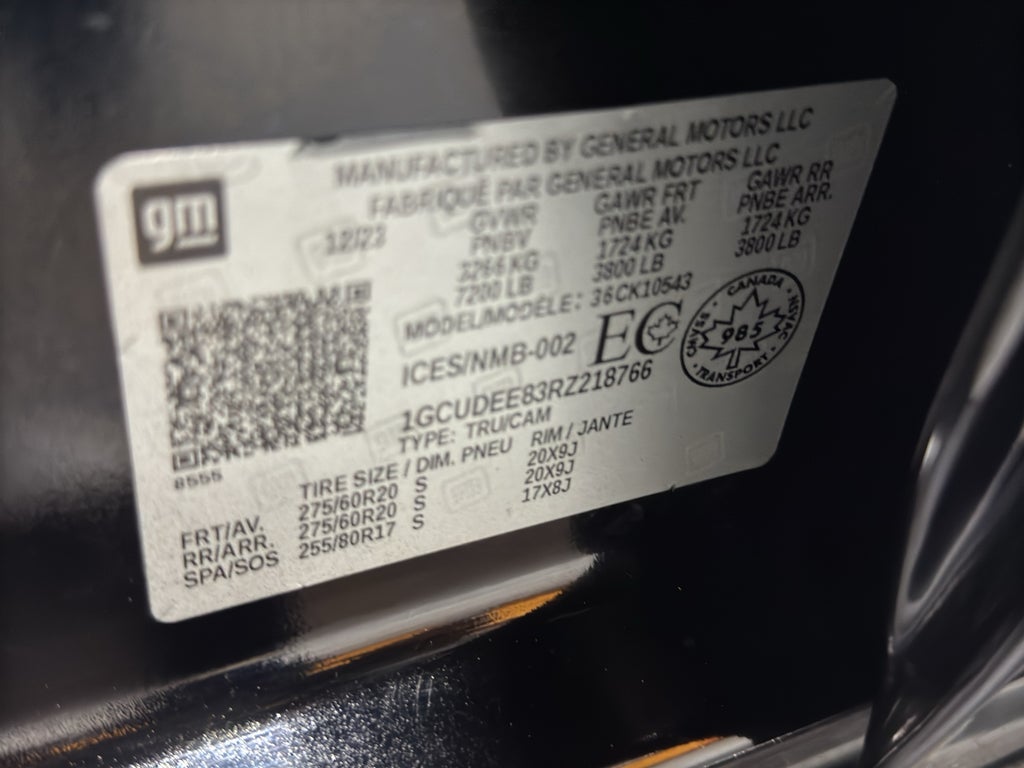 gm
MANUFACTURED BY GENERAL MOTORS LLC
FABRIQUÉ PAR GENERAL MOTORS LLC
12/23 GVWR GAWR FRT GAWR RR
PNBV PNBE AV. PNBE ARR.
3266 KG 1724 KG 1724 KG
7200 LB 3800 LB 3800 LB
MODEL/MODÈLE: 36CK10543
ICES/NMB-002 EC
CANADA
NSVAC 985 NSVAC
TRANSPORT
1GCUDEE83RZ218766
TYPE: TRU/CAM
8555
TIRE SIZE / DIM. PNEU RIM / JANTE
FRT/AV. 275/60R20 S 20X9J
RR/ARR. 275/60R20 S 20X9J
SPA/SOS 255/80R17 S 17X8J